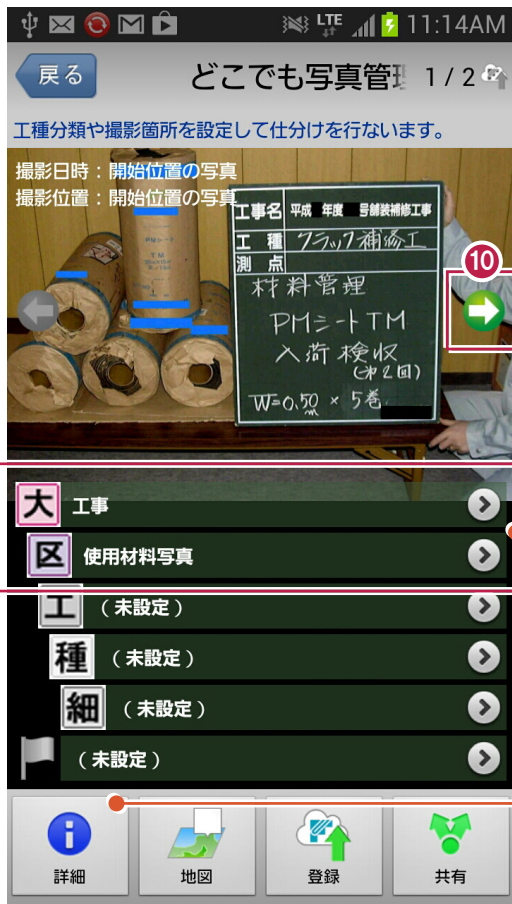 LTE 11:14AM
戻る どこでも写真管理 1 / 2
工種分類や撮影箇所を設定して仕分けを行ないます。
撮影日時：開始位置の写真
撮影位置：開始位置の写真
工事名 平成 年度 号舗装補修工事
工種 クラック補修工
測点
材料管理
PMシートTM
入荷検収
(第2回)
W=0.50m × 5巻
PMシート
TM
10
大 工事
区 使用材料写真
工 （未設定）
種 （未設定）
細 （未設定）
（未設定）
詳細 地図 登録 共有